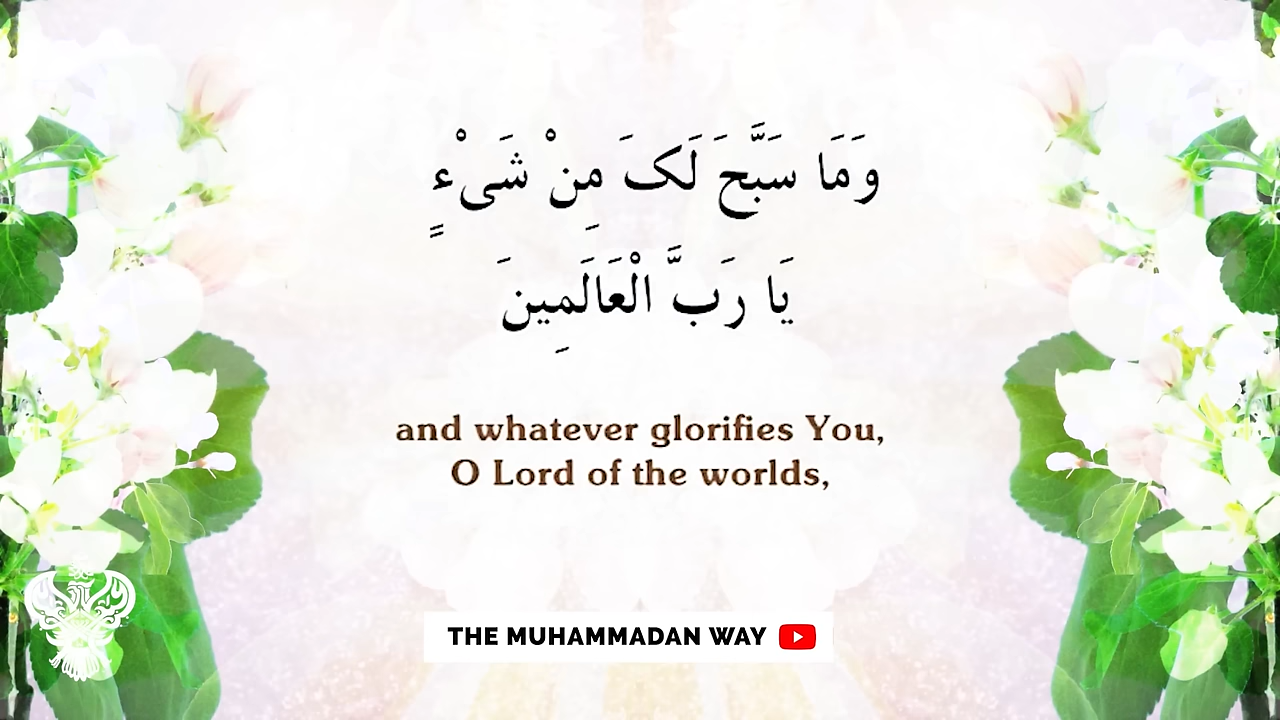 وَمَا سَبَّحَ لَکَ مِنْ شَیْءٍ
یَا رَبَّ الْعَالَمِینَ
and whatever glorifies You,
O Lord of the worlds,
THE MUHAMMADAN WAY